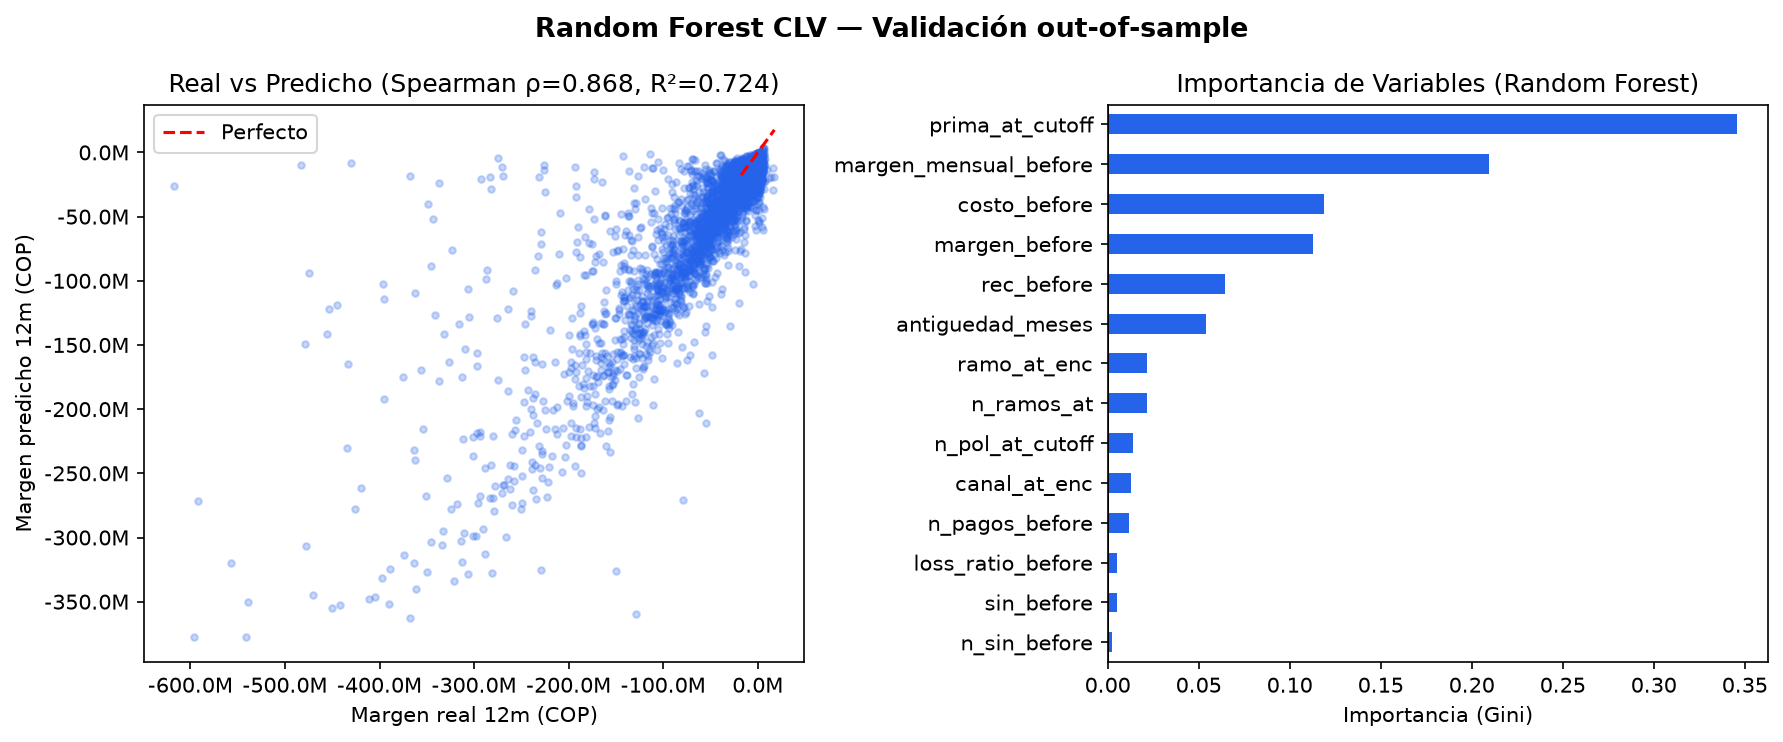 Random Forest CLV — Validación out-of-sample
Real vs Predicho (Spearman ρ=0.868, R²=0.724)
Perfecto
Margen predicho 12m (COP)
0.0M
-50.0M
-100.0M
-150.0M
-200.0M
-250.0M
-300.0M
-350.0M
-600.0M -500.0M -400.0M -300.0M -200.0M -100.0M 0.0M
Margen real 12m (COP)
Importancia de Variables (Random Forest)
prima_at_cutoff
margen_mensual_before
costo_before
margen_before
rec_before
antiguedad_meses
ramo_at_enc
n_ramos_at
n_pol_at_cutoff
canal_at_enc
n_pagos_before
loss_ratio_before
sin_before
n_sin_before
0.00 0.05 0.10 0.15 0.20 0.25 0.30 0.35
Importancia (Gini)